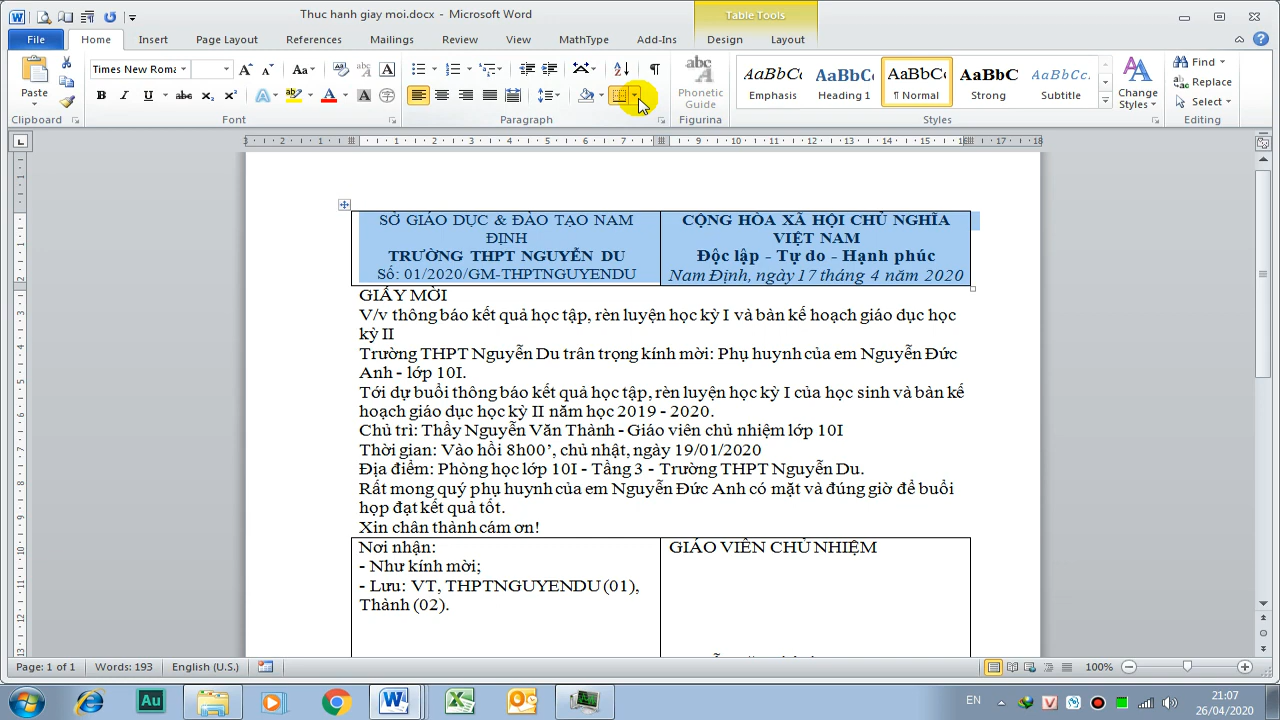 Thuc hanh giay moi.docx - Microsoft Word
Table Tools
File Home Insert Page Layout References Mailings Review View MathType Add-Ins Design Layout
Paste
Times New Roma
Phonetic Guide
AaBbCc AaBbCc AaBbCc AaBbCc AaBbCc
Emphasis Heading 1 ¶ Normal Strong Subtitle
Change Styles
Find
Replace
Select
Clipboard Font Paragraph Figurina Styles Editing
SỞ GIÁO DỤC & ĐÀO TẠO NAM
ĐỊNH
TRƯỜNG THPT NGUYỄN DU
Số: 01/2020/GM-THPTNGUYENDU
CỘNG HÒA XÃ HỘI CHỦ NGHĨA
VIỆT NAM
Độc lập - Tự do - Hạnh phúc
Nam Định, ngày 17 tháng 4 năm 2020
GIẤY MỜI
V/v thông báo kết quả học tập, rèn luyện học kỳ I và bàn kế hoạch giáo dục học
kỳ II
Trường THPT Nguyễn Du trân trọng kính mời: Phụ huynh của em Nguyễn Đức
Anh - lớp 10I.
Tới dự buổi thông báo kết quả học tập, rèn luyện học kỳ I của học sinh và bàn kế
hoạch giáo dục học kỳ II năm học 2019 - 2020.
Chủ trì: Thầy Nguyễn Văn Thành - Giáo viên chủ nhiệm lớp 10I
Thời gian: Vào hồi 8h00’, chủ nhật, ngày 19/01/2020
Địa điểm: Phòng học lớp 10I - Tầng 3 - Trường THPT Nguyễn Du.
Rất mong quý phụ huynh của em Nguyễn Đức Anh có mặt và đúng giờ để buổi
họp đạt kết quả tốt.
Xin chân thành cám ơn!
Nơi nhận:
- Như kính mời;
- Lưu: VT, THPTNGUYENDU (01),
Thành (02).
GIÁO VIÊN CHỦ NHIỆM
Page: 1 of 1 Words: 193 English (U.S.) 100%
EN
21:07
26/04/2020